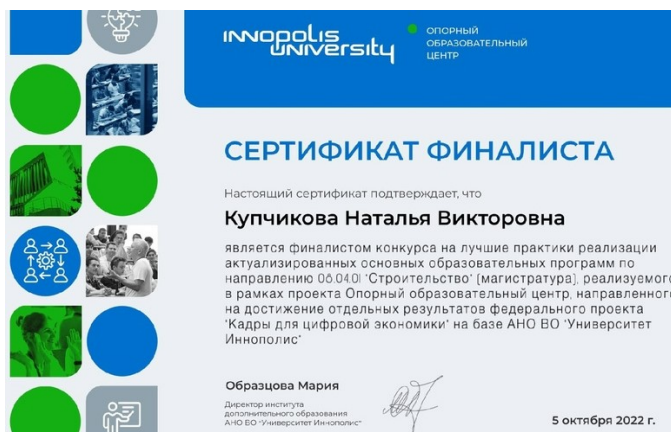 INNOPOLIS
UNIVERSITY
ОПОРНЫЙ
ОБРАЗОВАТЕЛЬНЫЙ
ЦЕНТР
СЕРТИФИКАТ ФИНАЛИСТА
Настоящий сертификат подтверждает, что
Купчикова Наталья Викторовна
является финалистом конкурса на лучшие практики реализации
актуализированных основных образовательных программ по
направлению 08.04.01 "Строительство" (магистратура), реализуемого
в рамках проекта Опорный образовательный центр, направленног
на достижение отдельных результатов федерального проекта
"Кадры для цифровой экономики" на базе АНО ВО "Университет
Иннополис"
Образцова Мария
Директор института
дополнительного образования
АНО ВО "Университет Иннополис"
5 октября 2022 г.